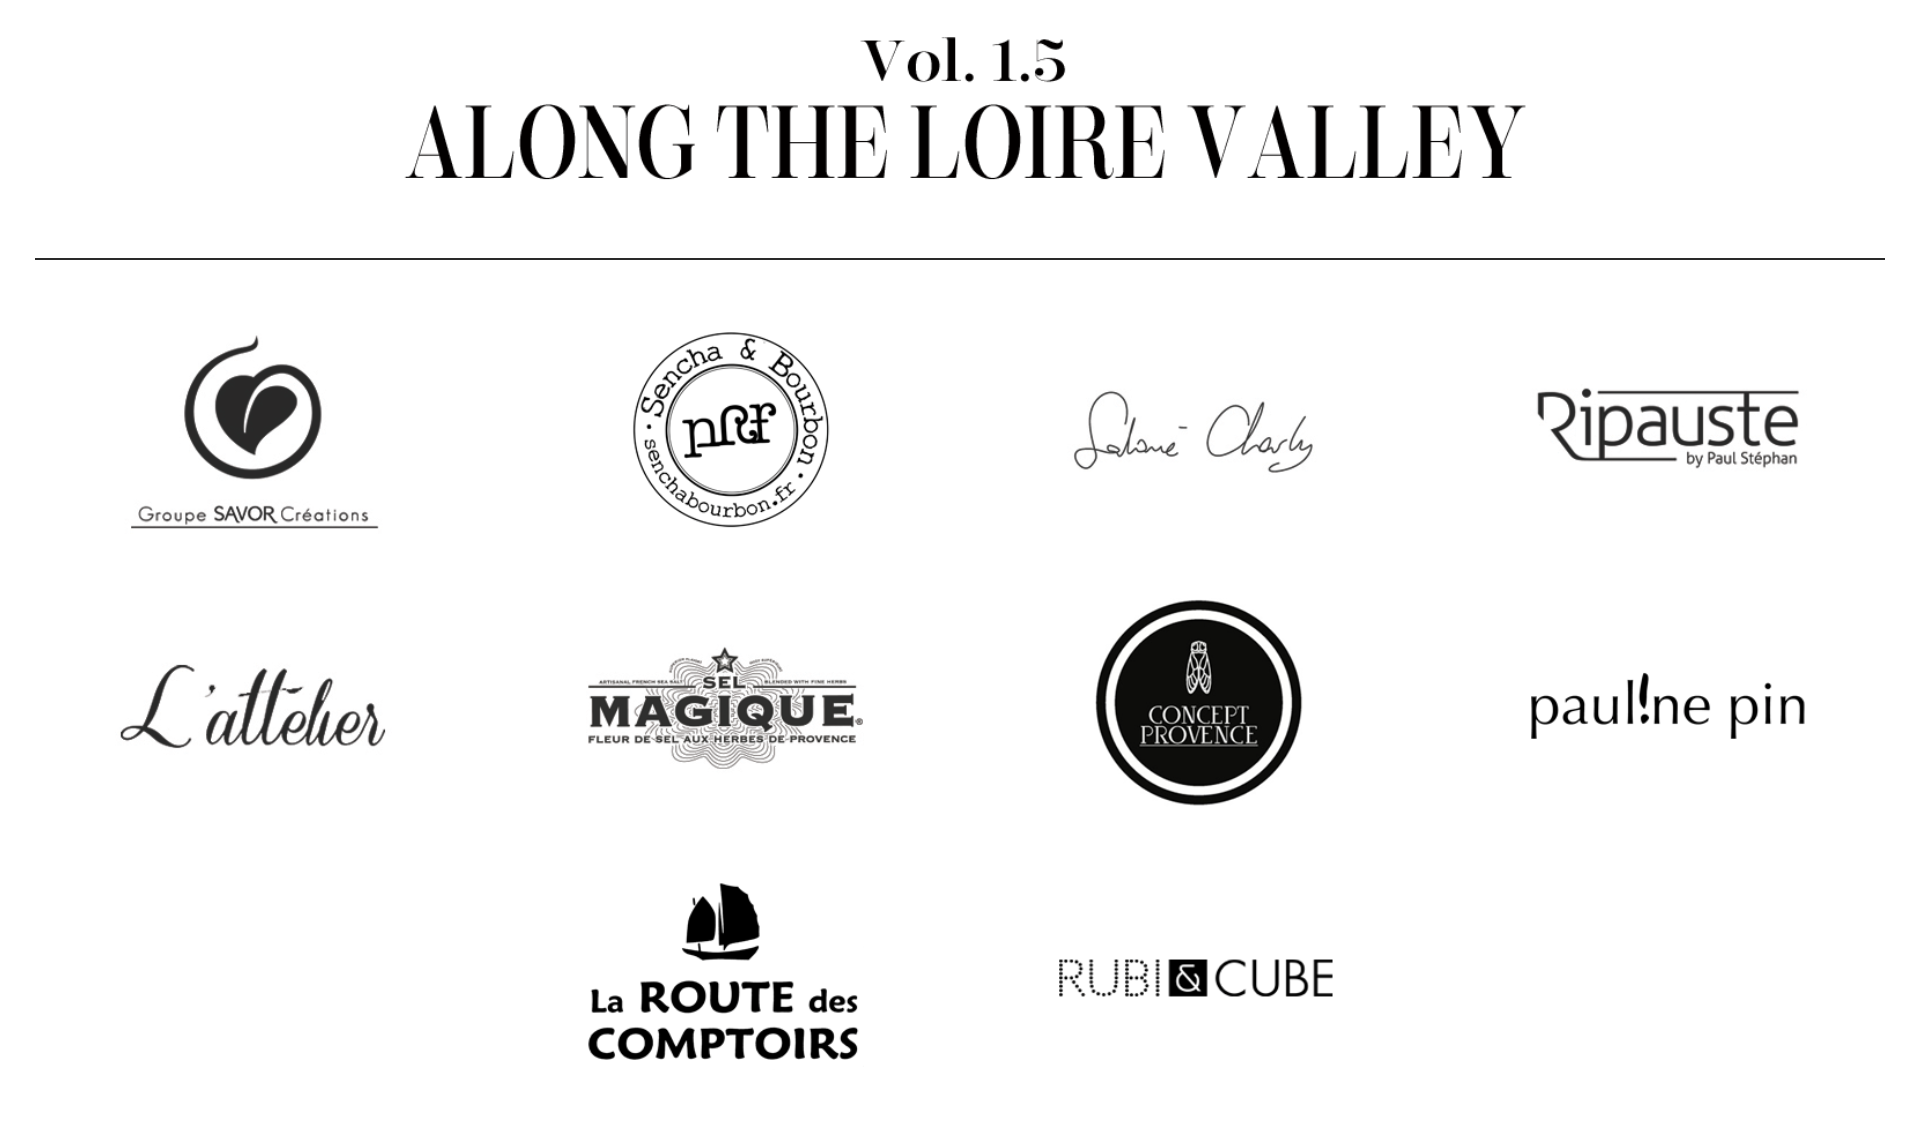 Vol. 1.5
ALONG THE LOIRE VALLEY
Groupe SAVOR Créations
Sencha & Bourbon
senchabourbon.fr
Salomé Charly
Ripauste
by Paul Stéphan
L'attelier
ARTISANAL FRENCH SEA SALT
SEL
BLENDED WITH FINE HERBS
MAGIQUE®
FLEUR DE SEL AUX HERBES DE PROVENCE
CONCEPT
PROVENCE
paul!ne pin
La ROUTE des
COMPTOIRS
RUBI & CUBE